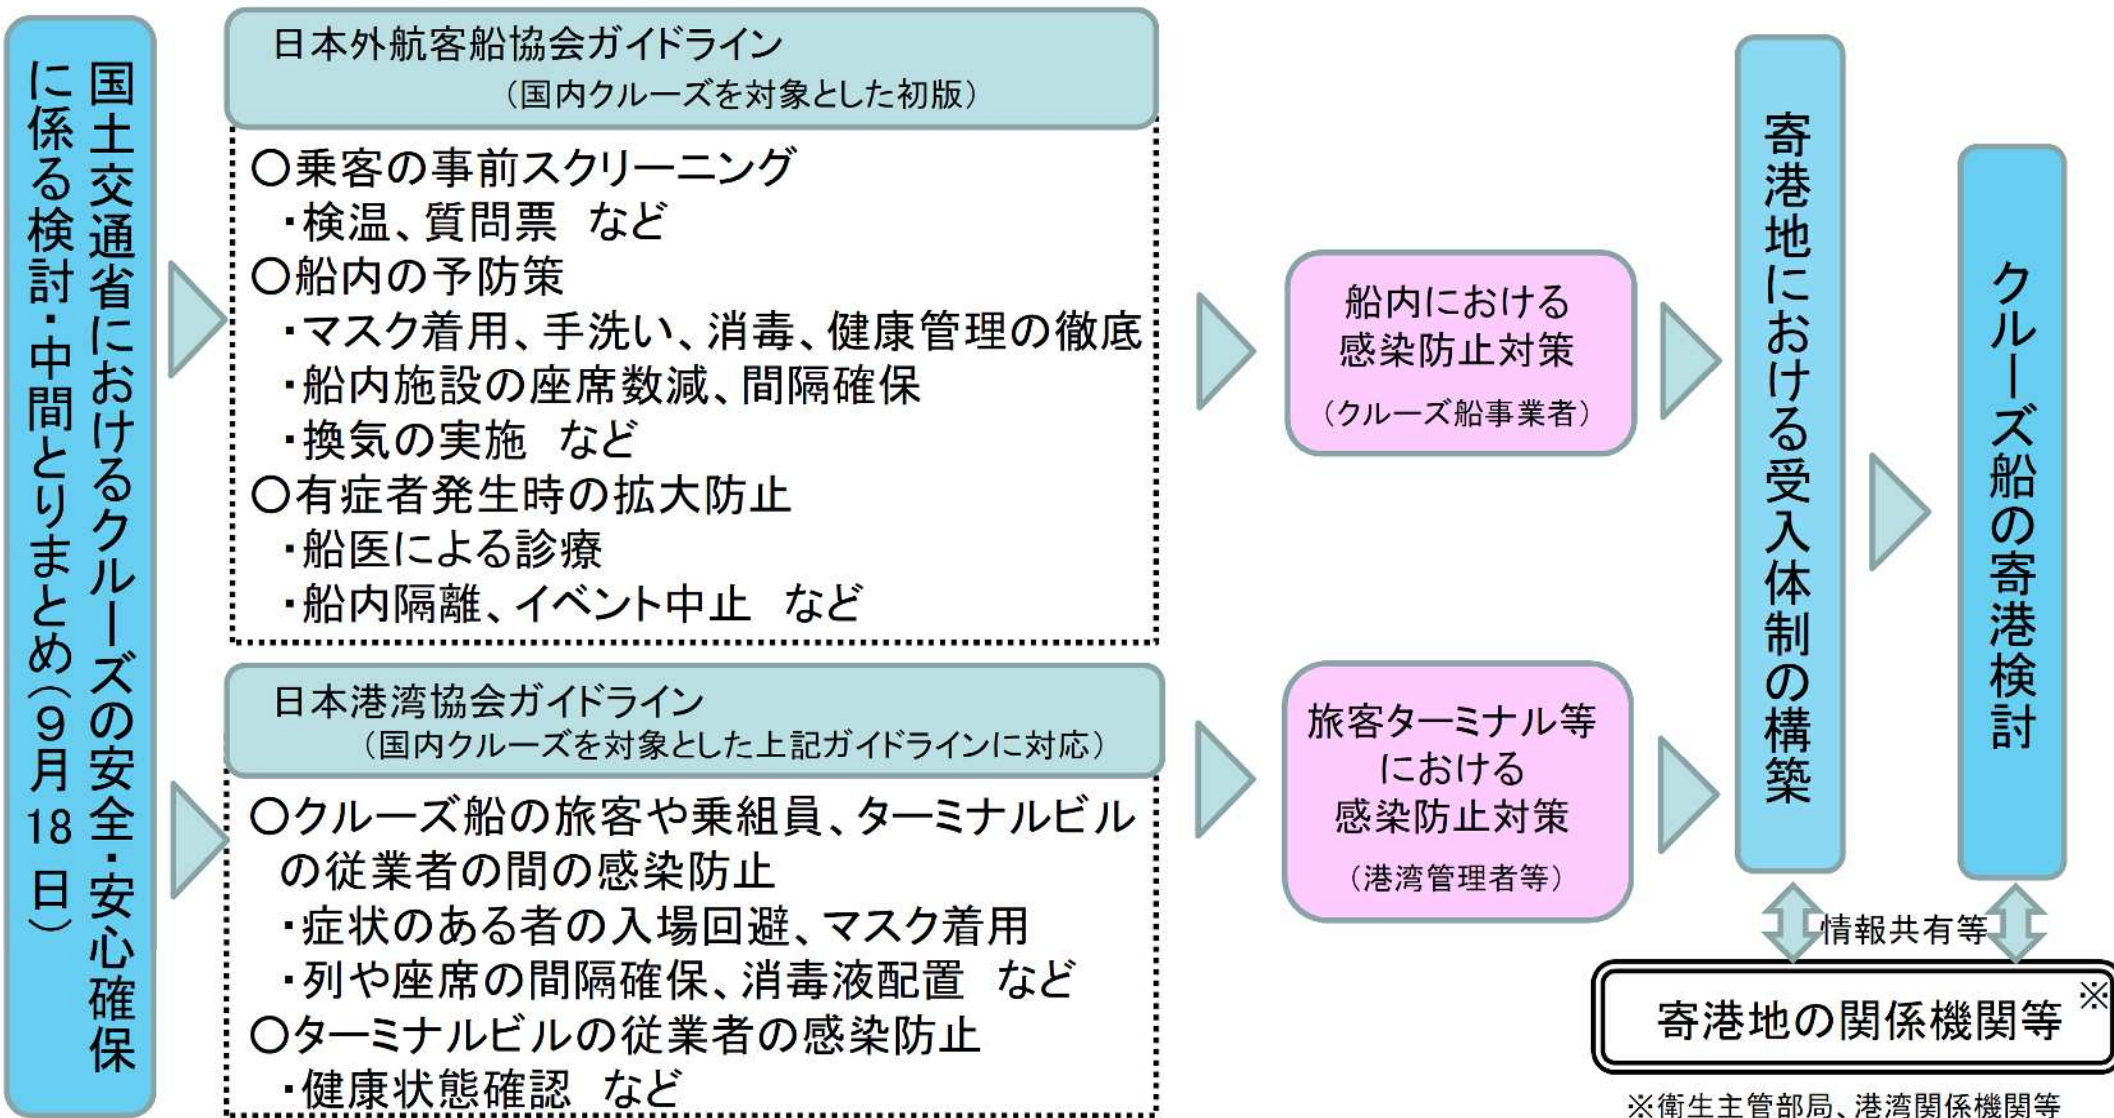 国土交通省におけるクルーズの安全・安心確保
に係る検討・中間とりまとめ（９月18日）
日本外航客船協会ガイドライン
（国内クルーズを対象とした初版）
○乗客の事前スクリーニング
・検温、質問票　など
○船内の予防策
・マスク着用、手洗い、消毒、健康管理の徹底
・船内施設の座席数減、間隔確保
・換気の実施　など
○有症者発生時の拡大防止
・船医による診療
・船内隔離、イベント中止　など
日本港湾協会ガイドライン
（国内クルーズを対象とした上記ガイドラインに対応）
○クルーズ船の旅客や乗組員、ターミナルビル
の従業者の間の感染防止
・症状のある者の入場回避、マスク着用
・列や座席の間隔確保、消毒液配置　など
○ターミナルビルの従業者の感染防止
・健康状態確認　など
船内における
感染防止対策
（クルーズ船事業者）
旅客ターミナル等
における
感染防止対策
（港湾管理者等）
寄港地における受入体制の構築
クルーズ船の寄港検討
情報共有等
寄港地の関係機関等※
※衛生主管部局、港湾関係機関等